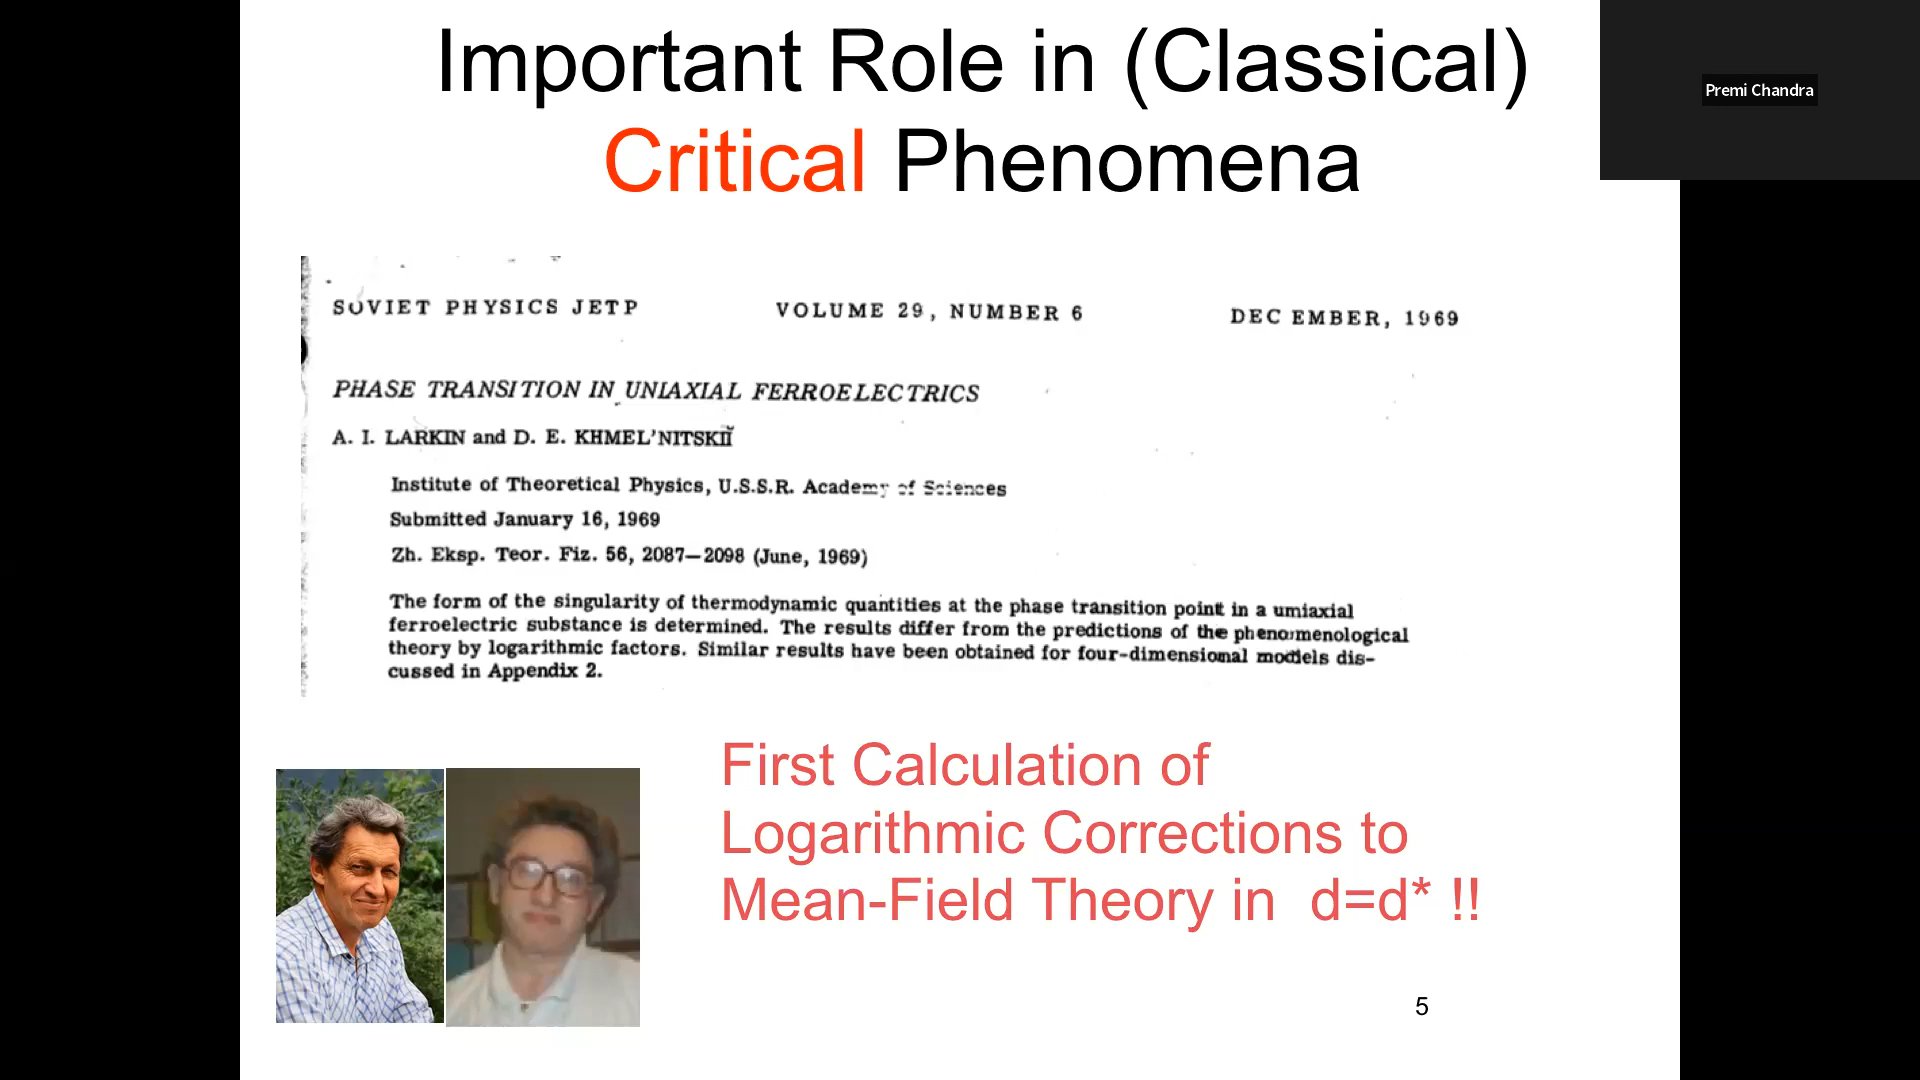 Important Role in (Classical)
Critical Phenomena
Premi Chandra
SOVIET PHYSICS JETP VOLUME 29, NUMBER 6 DECEMBER, 1969
PHASE TRANSITION IN UNIAXIAL FERROELECTRICS
A. I. LARKIN and D. E. KHMEL'NITSKIĬ
Institute of Theoretical Physics, U.S.S.R. Academy of Sciences
Submitted January 16, 1969
Zh. Eksp. Teor. Fiz. 56, 2087–2098 (June, 1969)
The form of the singularity of thermodynamic quantities at the phase transition point in a uniaxial
ferroelectric substance is determined. The results differ from the predictions of the phenomenological
theory by logarithmic factors. Similar results have been obtained for four-dimensional models dis-
cussed in Appendix 2.
First Calculation of
Logarithmic Corrections to
Mean-Field Theory in d=d* !!
5